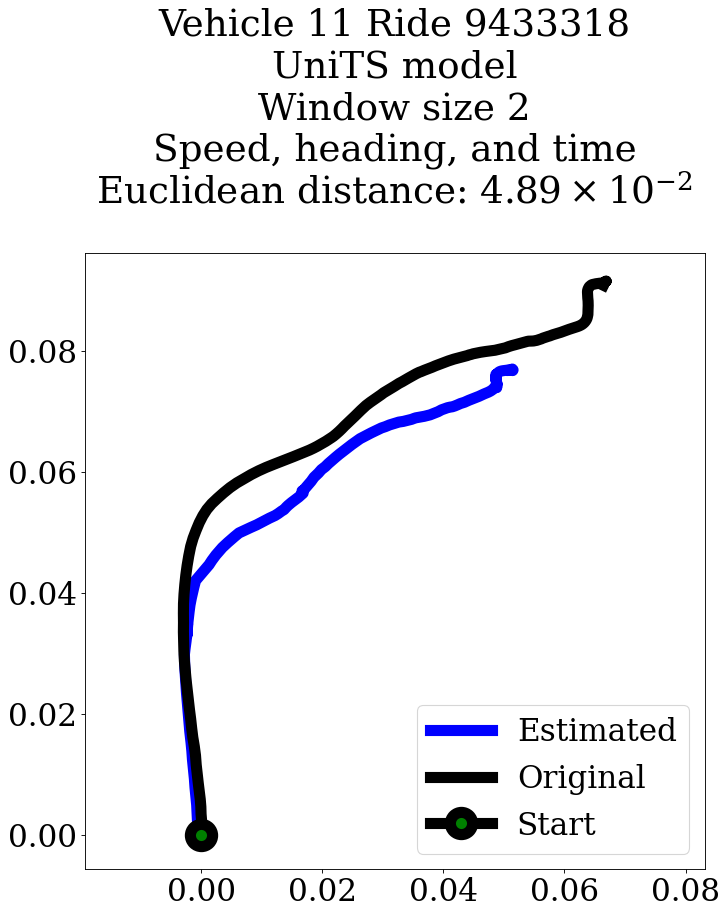 Vehicle 11 Ride 9433318
UniTS model
Window size 2
Speed, heading, and time
Euclidean distance: 4.89 × 10⁻²
0.08
0.06
0.04
0.02
0.00
Estimated
Original
Start
0.00 0.02 0.04 0.06 0.08